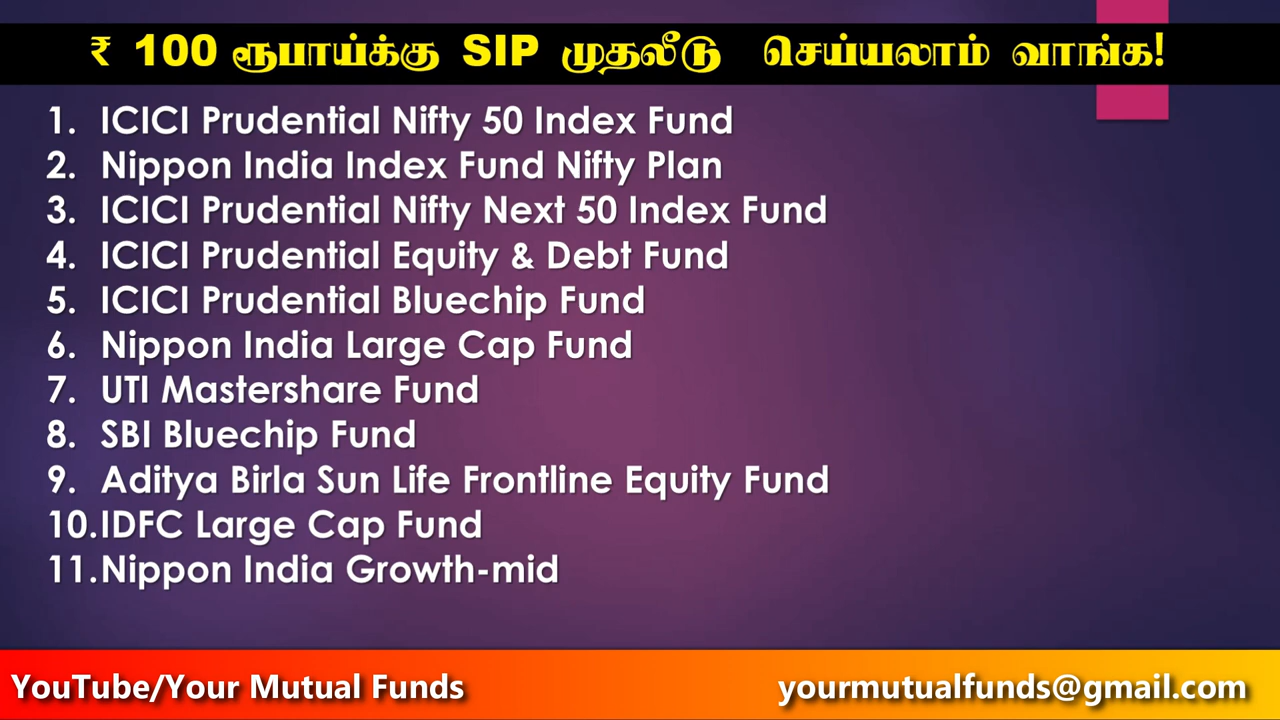 ₹ 100 ரூபாய்க்கு SIP முதலீடு செய்யலாம் வாங்க!
1. ICICI Prudential Nifty 50 Index Fund
2. Nippon India Index Fund Nifty Plan
3. ICICI Prudential Nifty Next 50 Index Fund
4. ICICI Prudential Equity & Debt Fund
5. ICICI Prudential Bluechip Fund
6. Nippon India Large Cap Fund
7. UTI Mastershare Fund
8. SBI Bluechip Fund
9. Aditya Birla Sun Life Frontline Equity Fund
10. IDFC Large Cap Fund
11. Nippon India Growth-mid
YouTube/Your Mutual Funds
yourmutualfunds@gmail.com